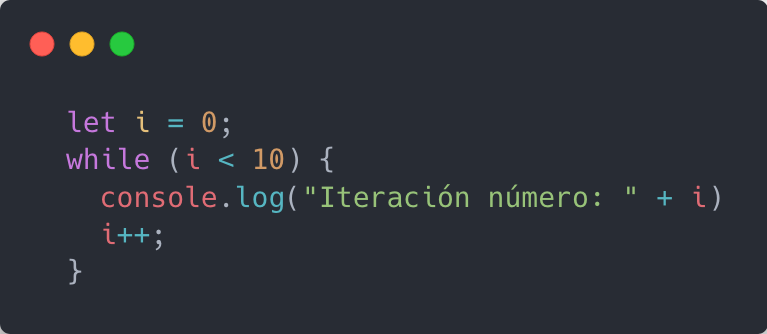 let i = 0;
while (i < 10) {
  console.log("Iteración número: " + i)
  i++;
}